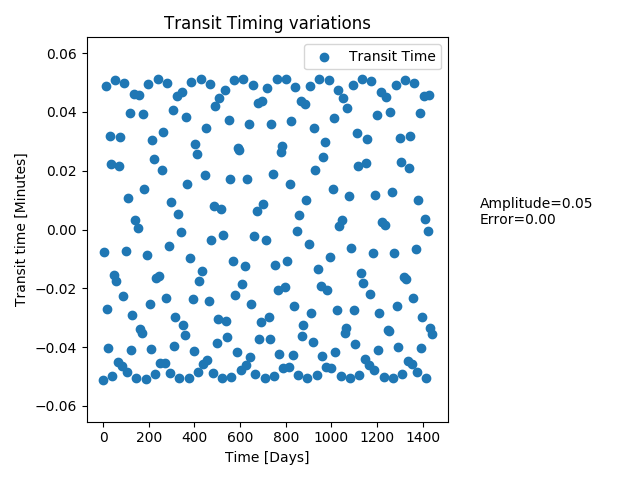 Transit Timing variations
Transit Time
Transit time [Minutes]
0.06
0.04
0.02
0.00
−0.02
−0.04
−0.06
0 200 400 600 800 1000 1200 1400
Time [Days]
Amplitude=0.05
Error=0.00